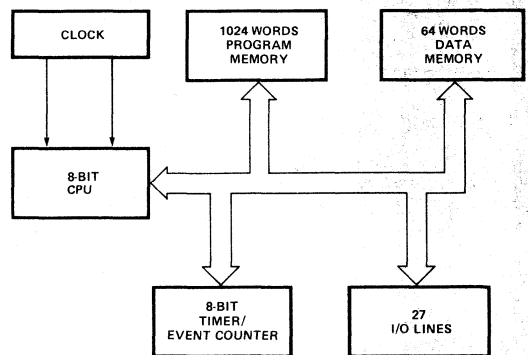 CLOCK
1024 WORDS
PROGRAM
MEMORY
64 WORDS
DATA
MEMORY
8-BIT
CPU
8-BIT
TIMER/
EVENT COUNTER
27
I/O LINES